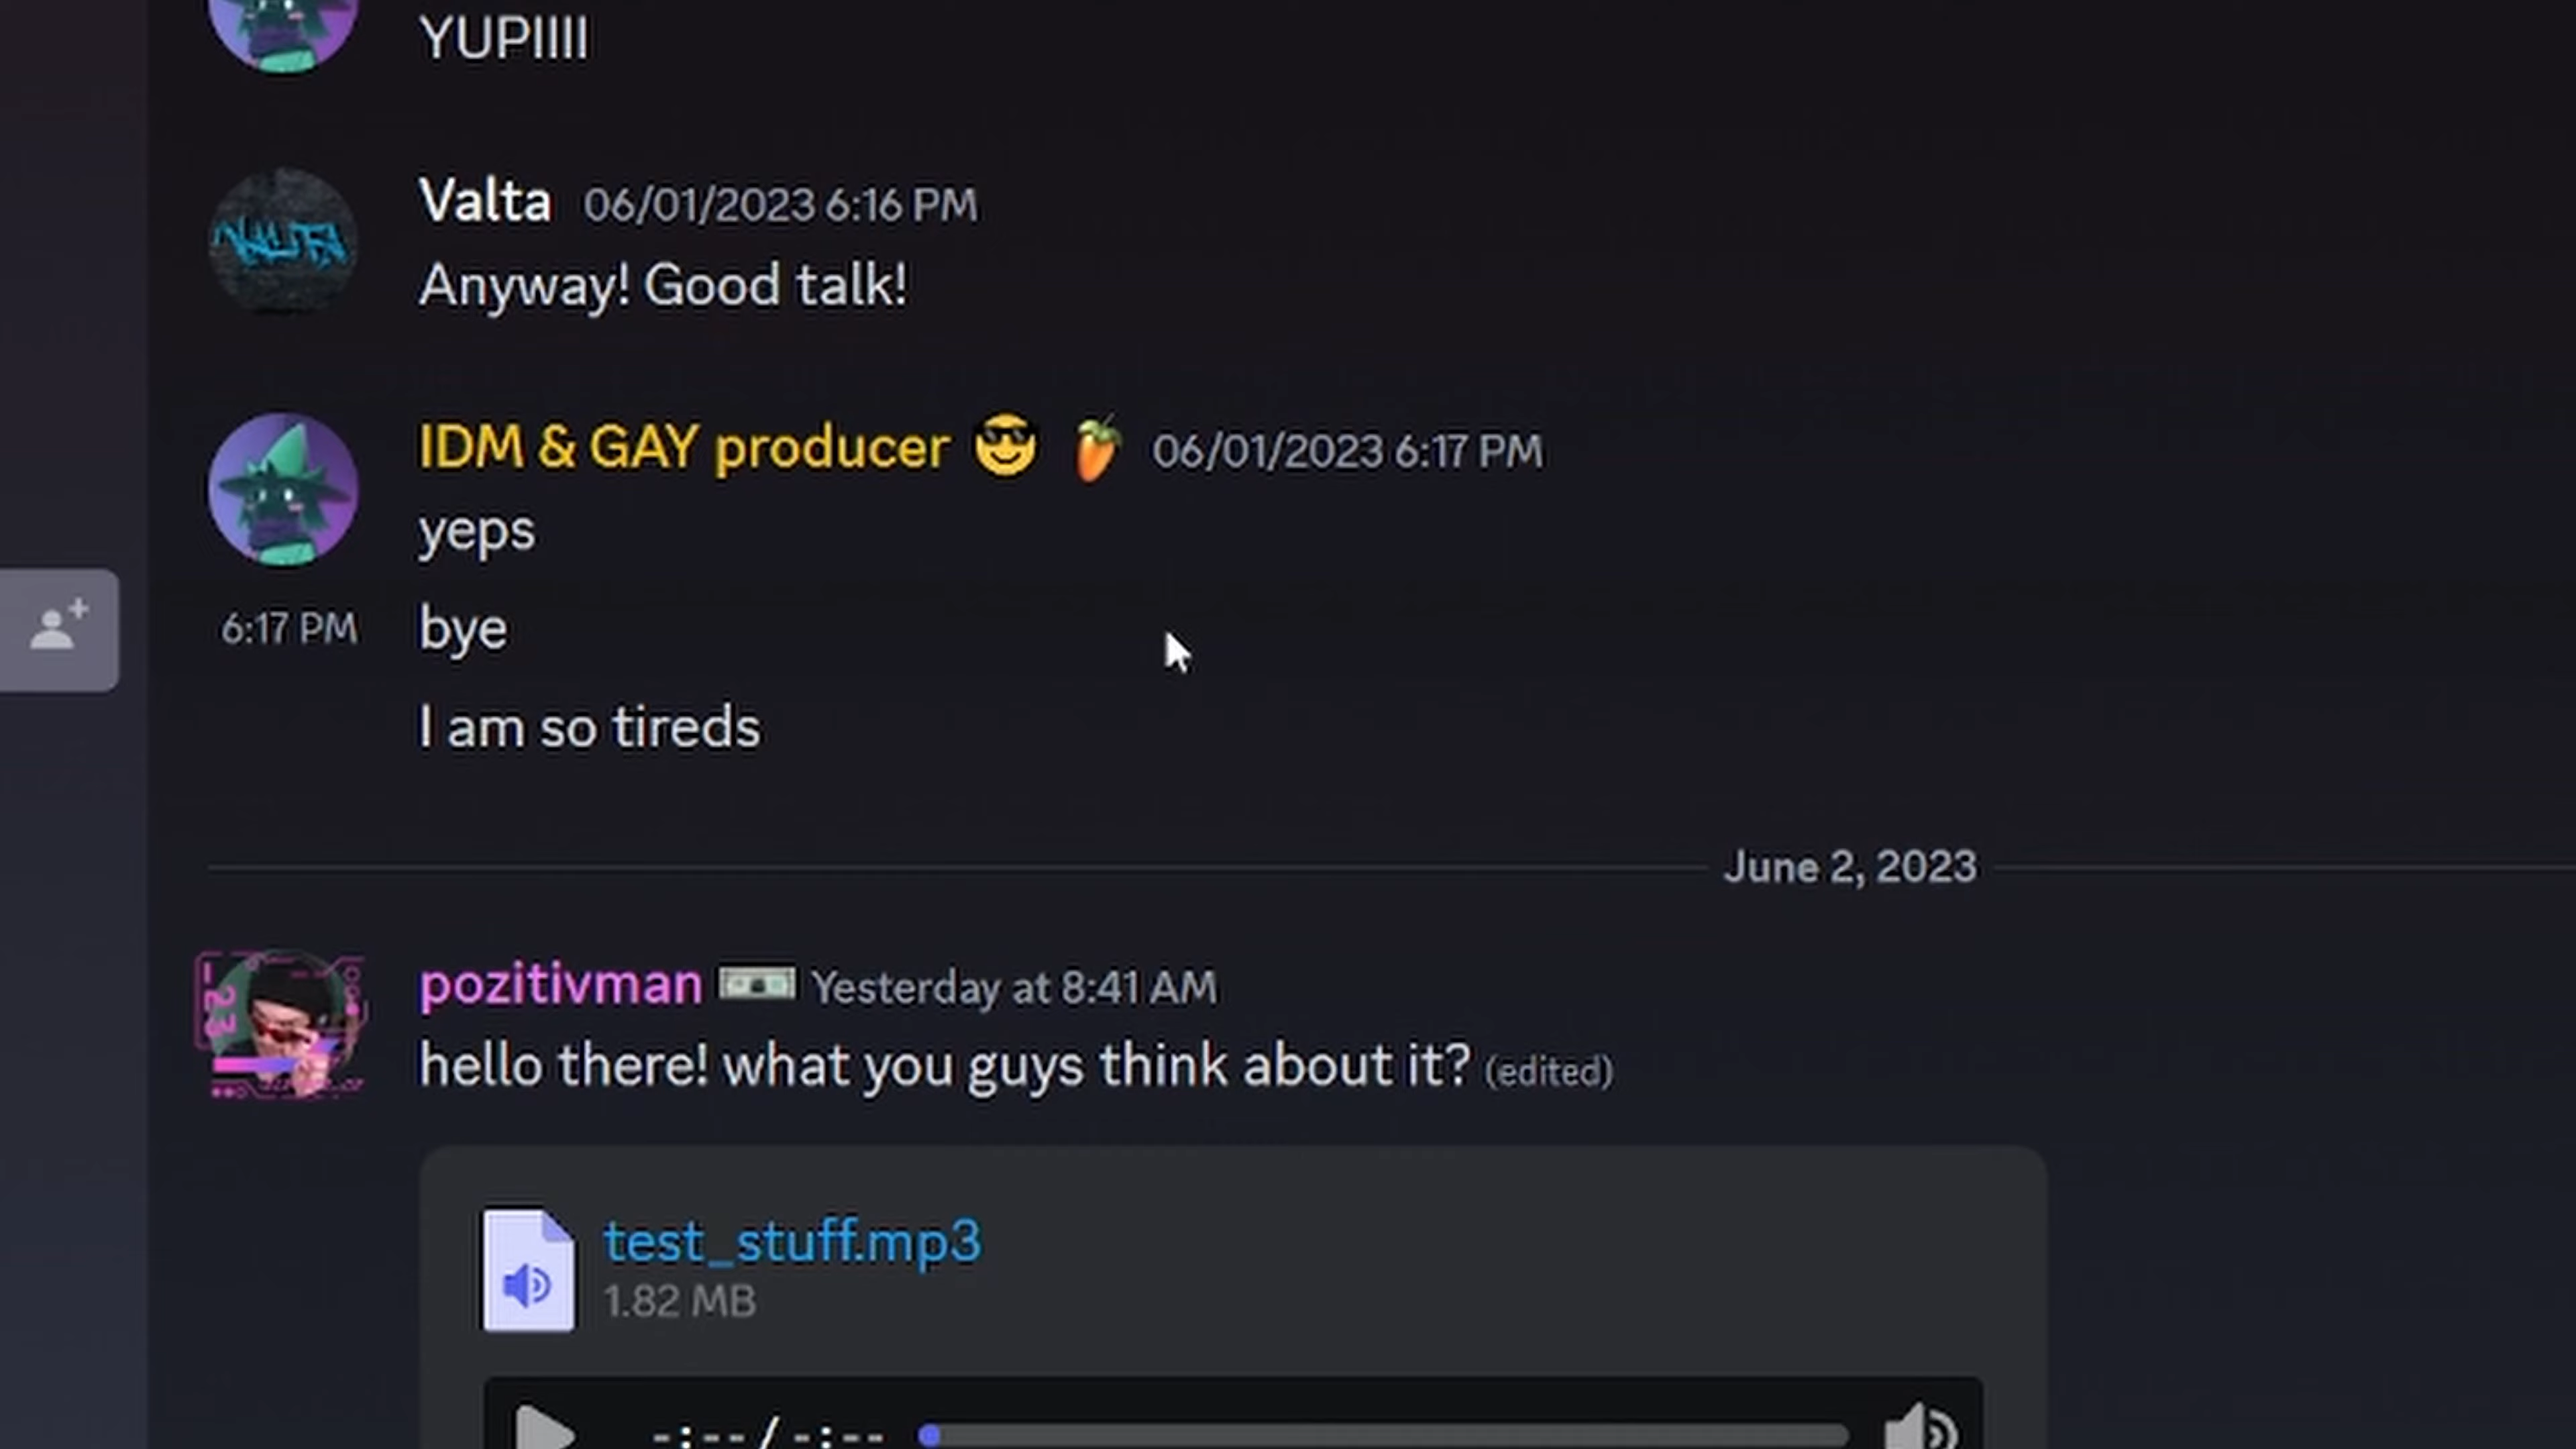 YUPIIII
VALTA
Valta 06/01/2023 6:16 PM
Anyway! Good talk!
IDM & GAY producer 😎 🥭 06/01/2023 6:17 PM
yeps
6:17 PM bye
I am so tireds
June 2, 2023
23
pozitivman 💵 Yesterday at 8:41 AM
hello there! what you guys think about it? (edited)
test_stuff.mp3
1.82 MB
-:--/-:--